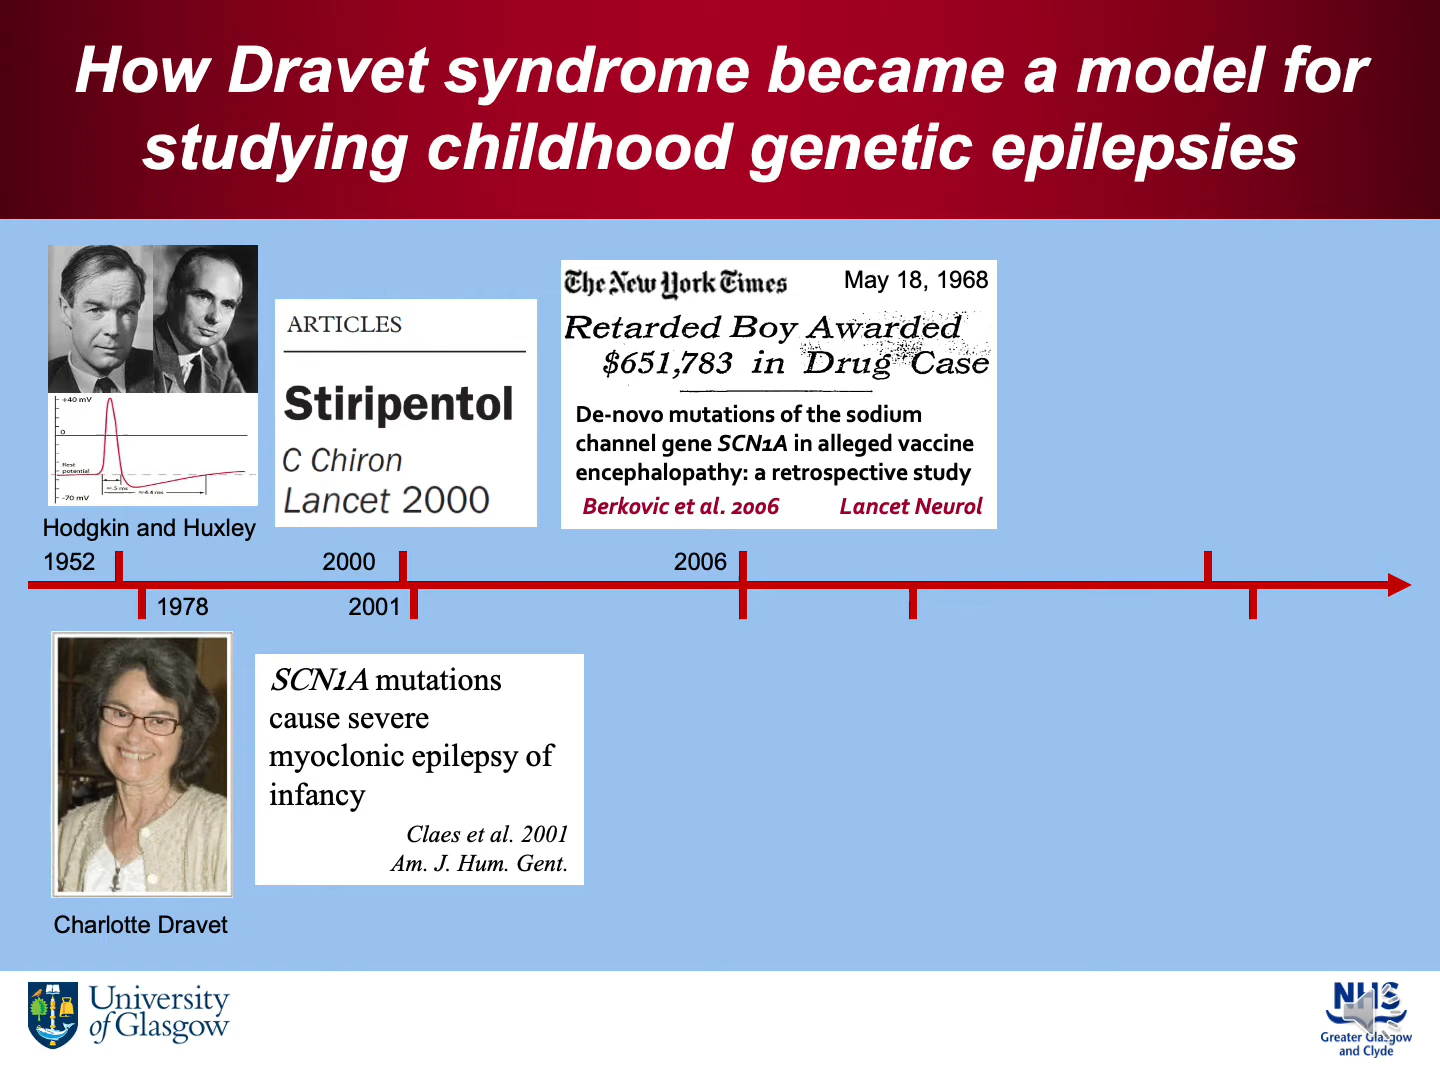 How Dravet syndrome became a model for
studying childhood genetic epilepsies
+40 mV
0
Rest
potential
-70 mV
Hodgkin and Huxley
ARTICLES
Stiripentol
C Chiron
Lancet 2000
The New York Times
May 18, 1968
Retarded Boy Awarded
$651,783 in Drug Case
De-novo mutations of the sodium
channel gene SCN1A in alleged vaccine
encephalopathy: a retrospective study
Berkovic et al. 2006 Lancet Neurol
1952
2000
2006
1978
2001
SCN1A mutations
cause severe
myoclonic epilepsy of
infancy
Claes et al. 2001
Am. J. Hum. Gent.
Charlotte Dravet
University
of Glasgow
NHS
Greater Glasgow
and Clyde